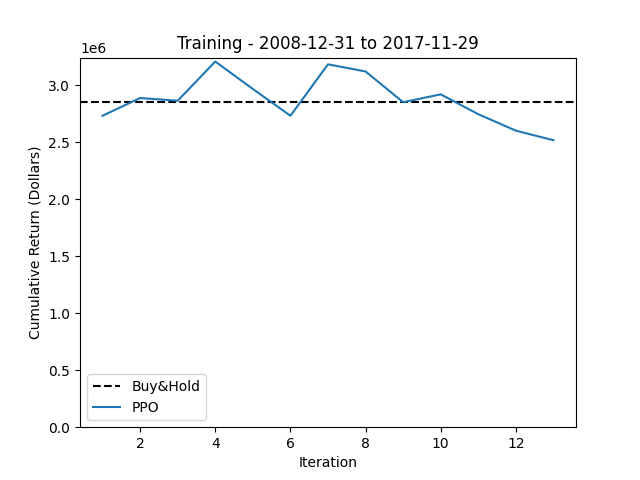 Training - 2008-12-31 to 2017-11-29
1e6
3.0
2.5
2.0
1.5
1.0
0.5
0.0
Cumulative Return (Dollars)
Buy&Hold
PPO
2 4 6 8 10 12
Iteration